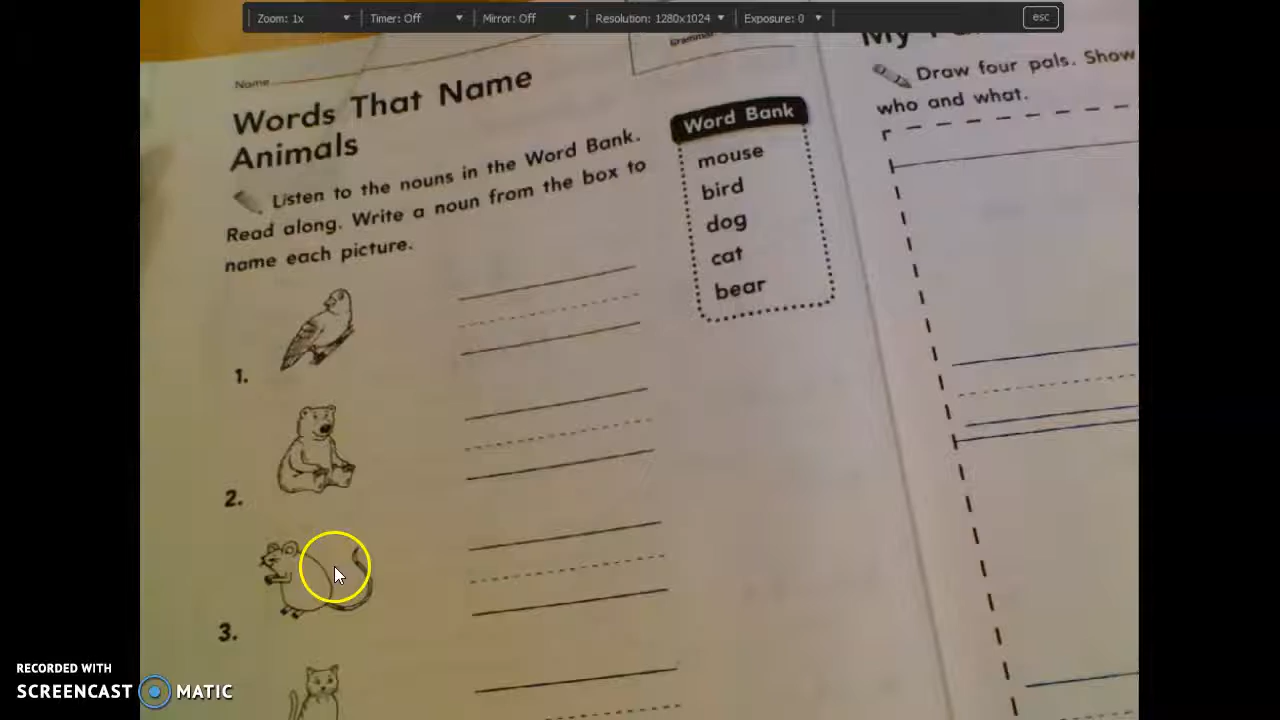 Zoom: 1x
Timer: Off
Mirror: Off
Resolution: 1280x1024
Exposure: 0
esc
Name
Words That Name
Animals
Listen to the nouns in the Word Bank.
Read along. Write a noun from the box to
name each picture.
1.
2.
3.
Grammar
Word Bank
mouse
bird
dog
cat
bear
My
Draw four pals. Show
who and what.
RECORDED WITH
SCREENCAST MATIC